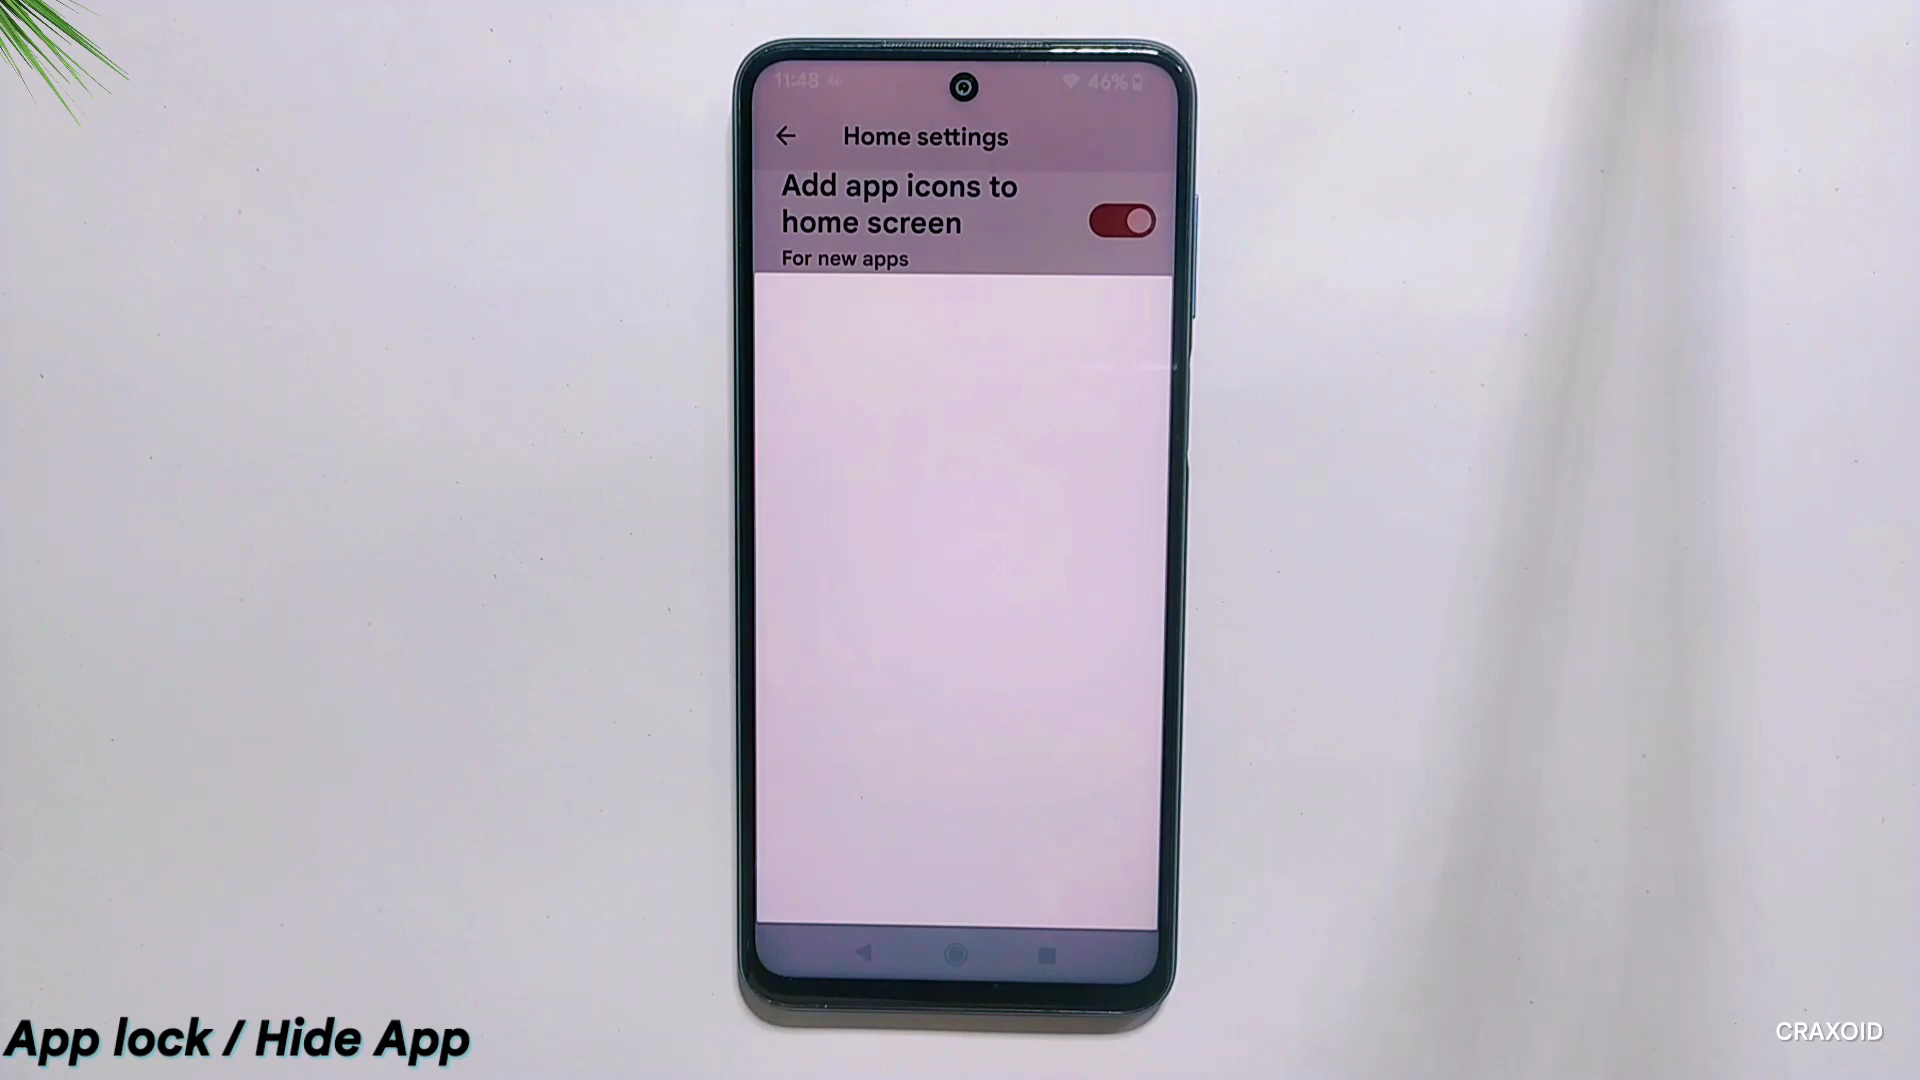 11:48 46
46%
Home settings
Add app icons to
home screen
For new apps
App lock / Hide App
CRAXOID